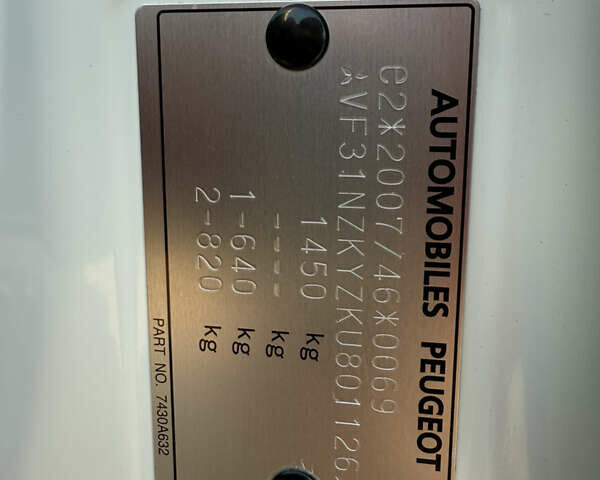 AUTOMOBILES PEUGEOT
e2*2007/46*0069
*VF31NZKYZKU801126
1450 kg
---- kg
1-640 kg
2-820 kg
PART NO. 7430A632